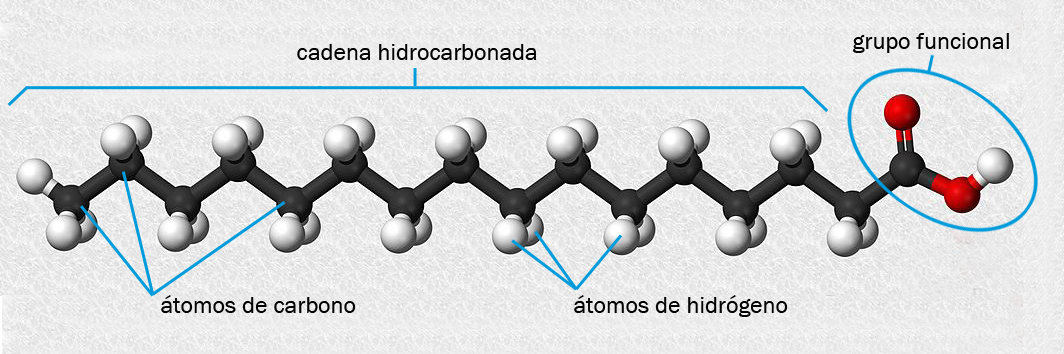 cadena hidrocarbonada
grupo funcional
átomos de carbono
átomos de hidrógeno